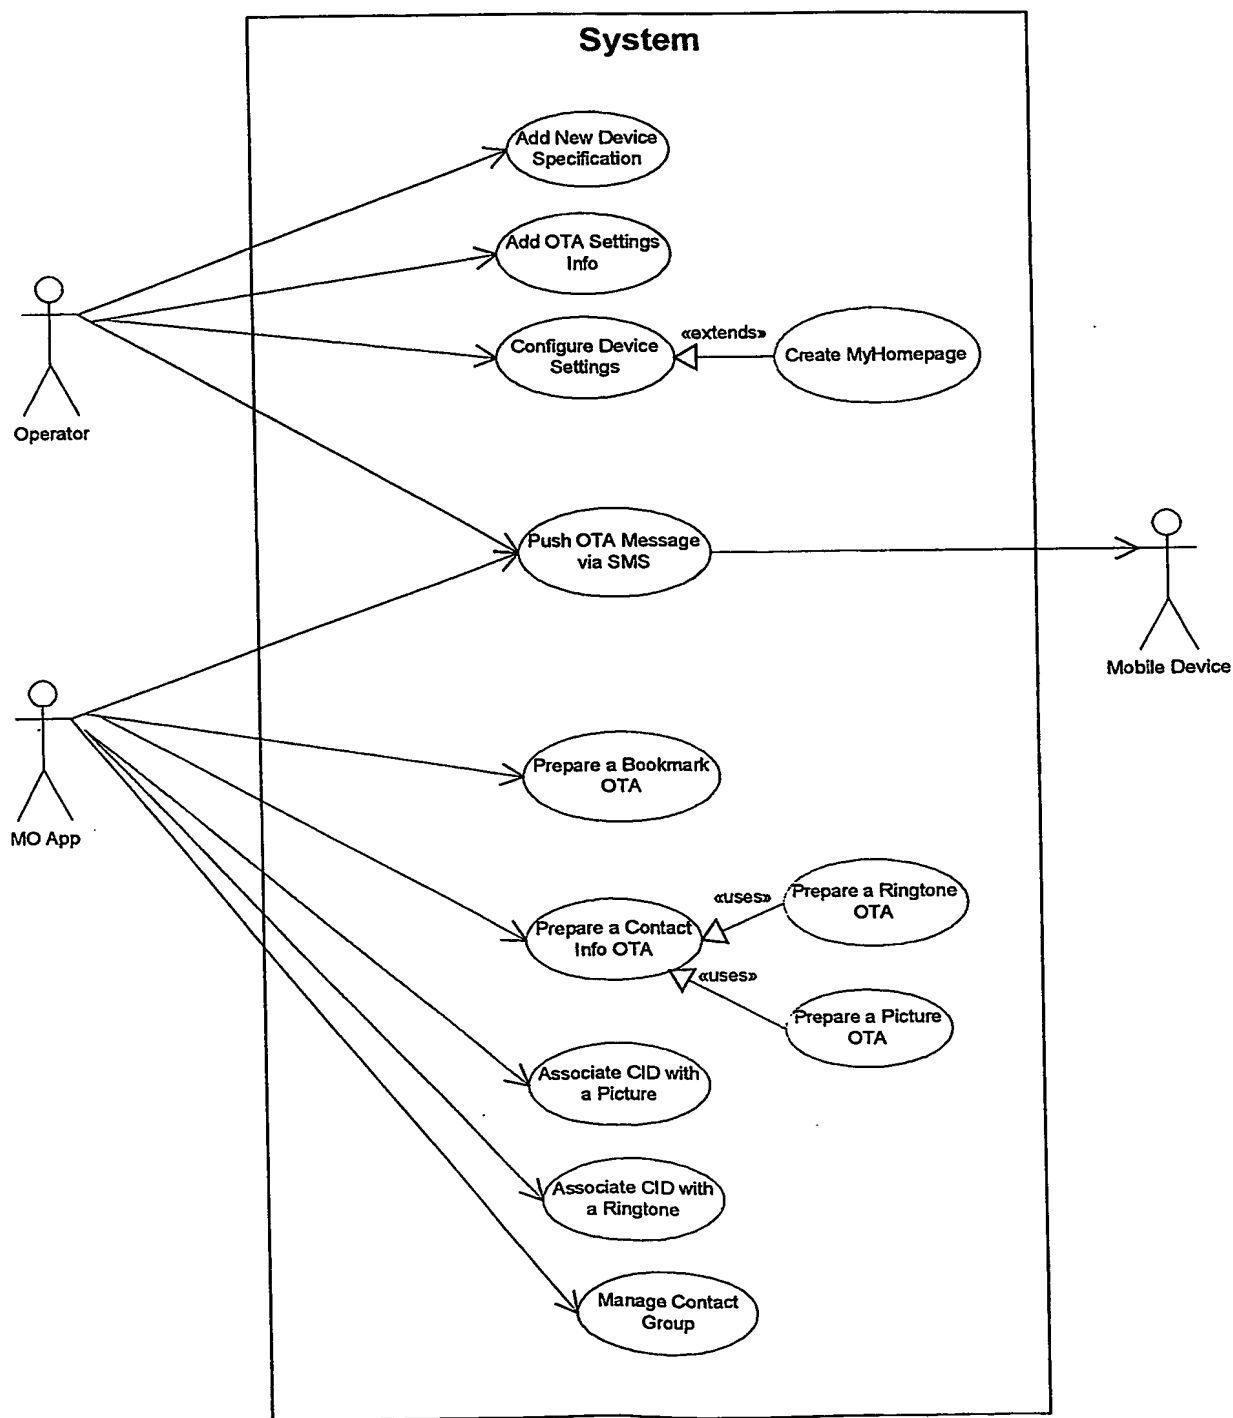 System
Add New Device
Specification
Add OTA Settings
Info
Configure Device
Settings
«extends»
Create MyHomepage
Operator
Push OTA Message
via SMS
Mobile Device
MO App
Prepare a Bookmark
OTA
Prepare a Contact
Info OTA
«uses»
Prepare a Ringtone
OTA
«uses»
Prepare a Picture
OTA
Associate CID with
a Picture
Associate CID with
a Ringtone
Manage Contact
Group